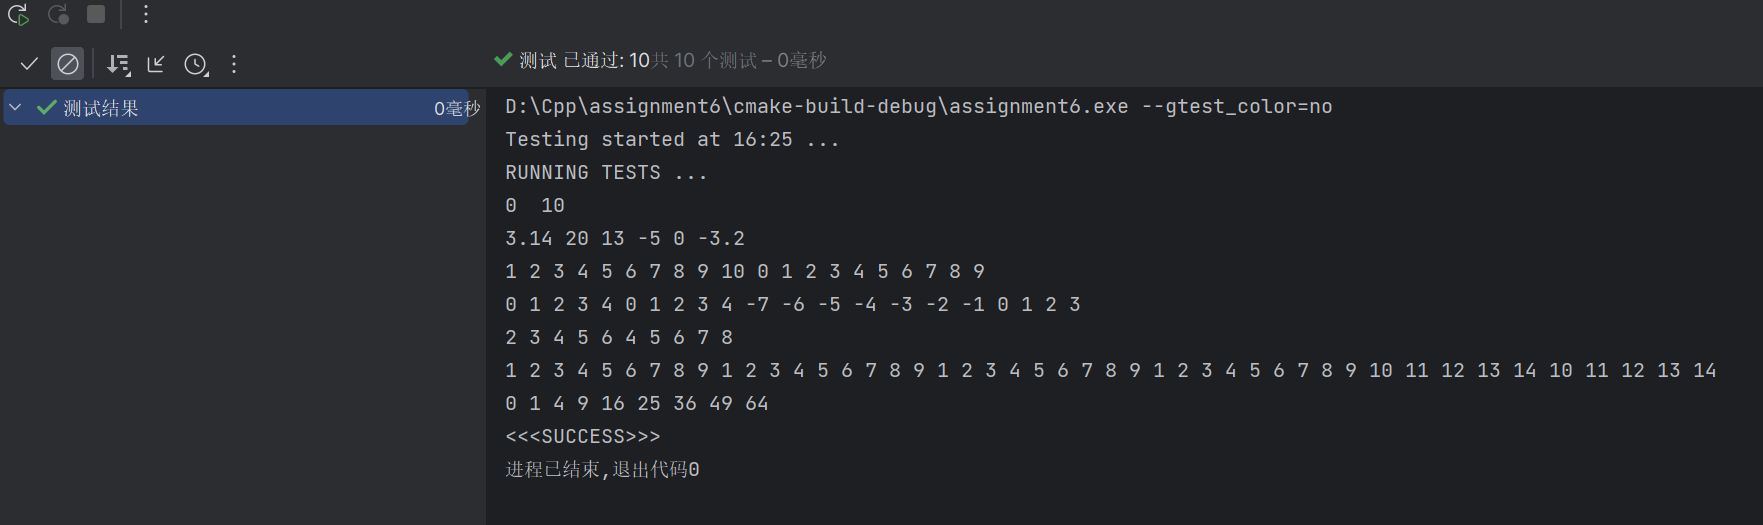 测试 已通过: 10共 10 个测试 – 0毫秒
测试结果 0毫秒
D:\Cpp\assignment6\cmake-build-debug\assignment6.exe --gtest_color=no
Testing started at 16:25 ...
RUNNING TESTS ...
0  10
3.14 20 13 -5 0 -3.2
1 2 3 4 5 6 7 8 9 10 0 1 2 3 4 5 6 7 8 9
0 1 2 3 4 0 1 2 3 4 -7 -6 -5 -4 -3 -2 -1 0 1 2 3
2 3 4 5 6 4 5 6 7 8
1 2 3 4 5 6 7 8 9 1 2 3 4 5 6 7 8 9 1 2 3 4 5 6 7 8 9 1 2 3 4 5 6 7 8 9 10 11 12 13 14 10 11 12 13 14
0 1 4 9 16 25 36 49 64
<<<SUCCESS>>>
进程已结束,退出代码0